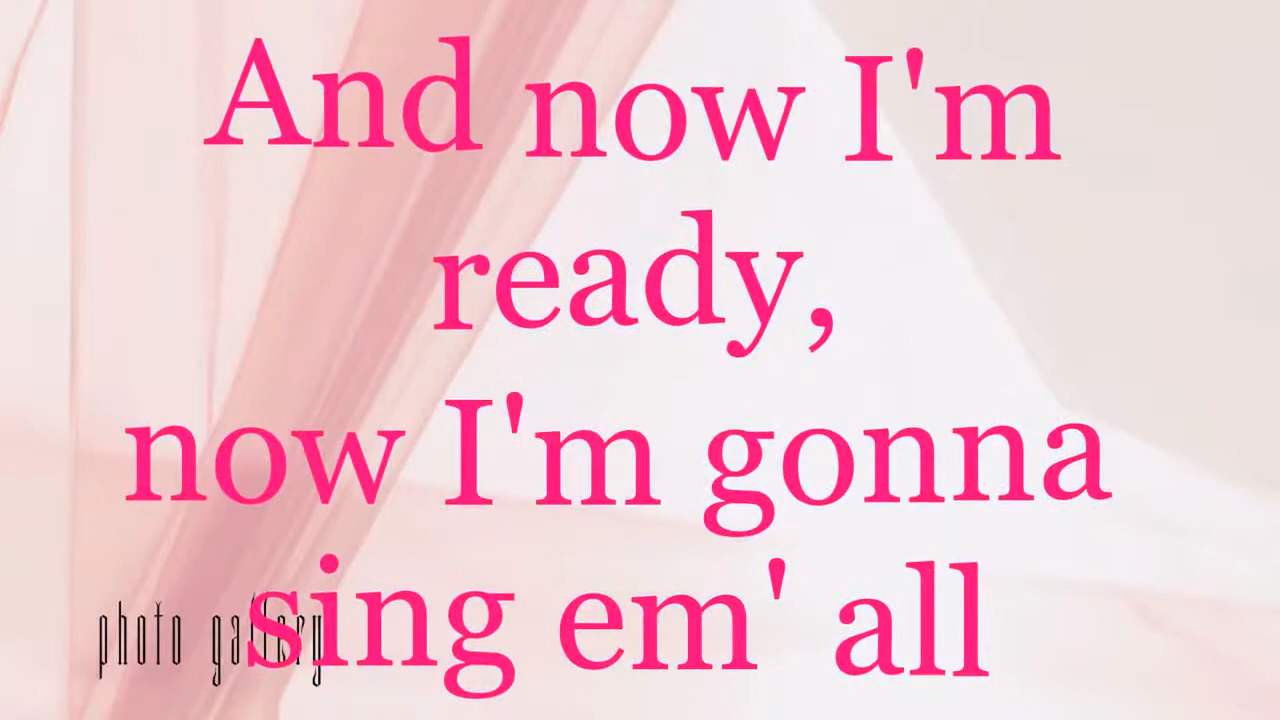 And now I'm
ready,
now I'm gonna
sing em' all
photo gallery